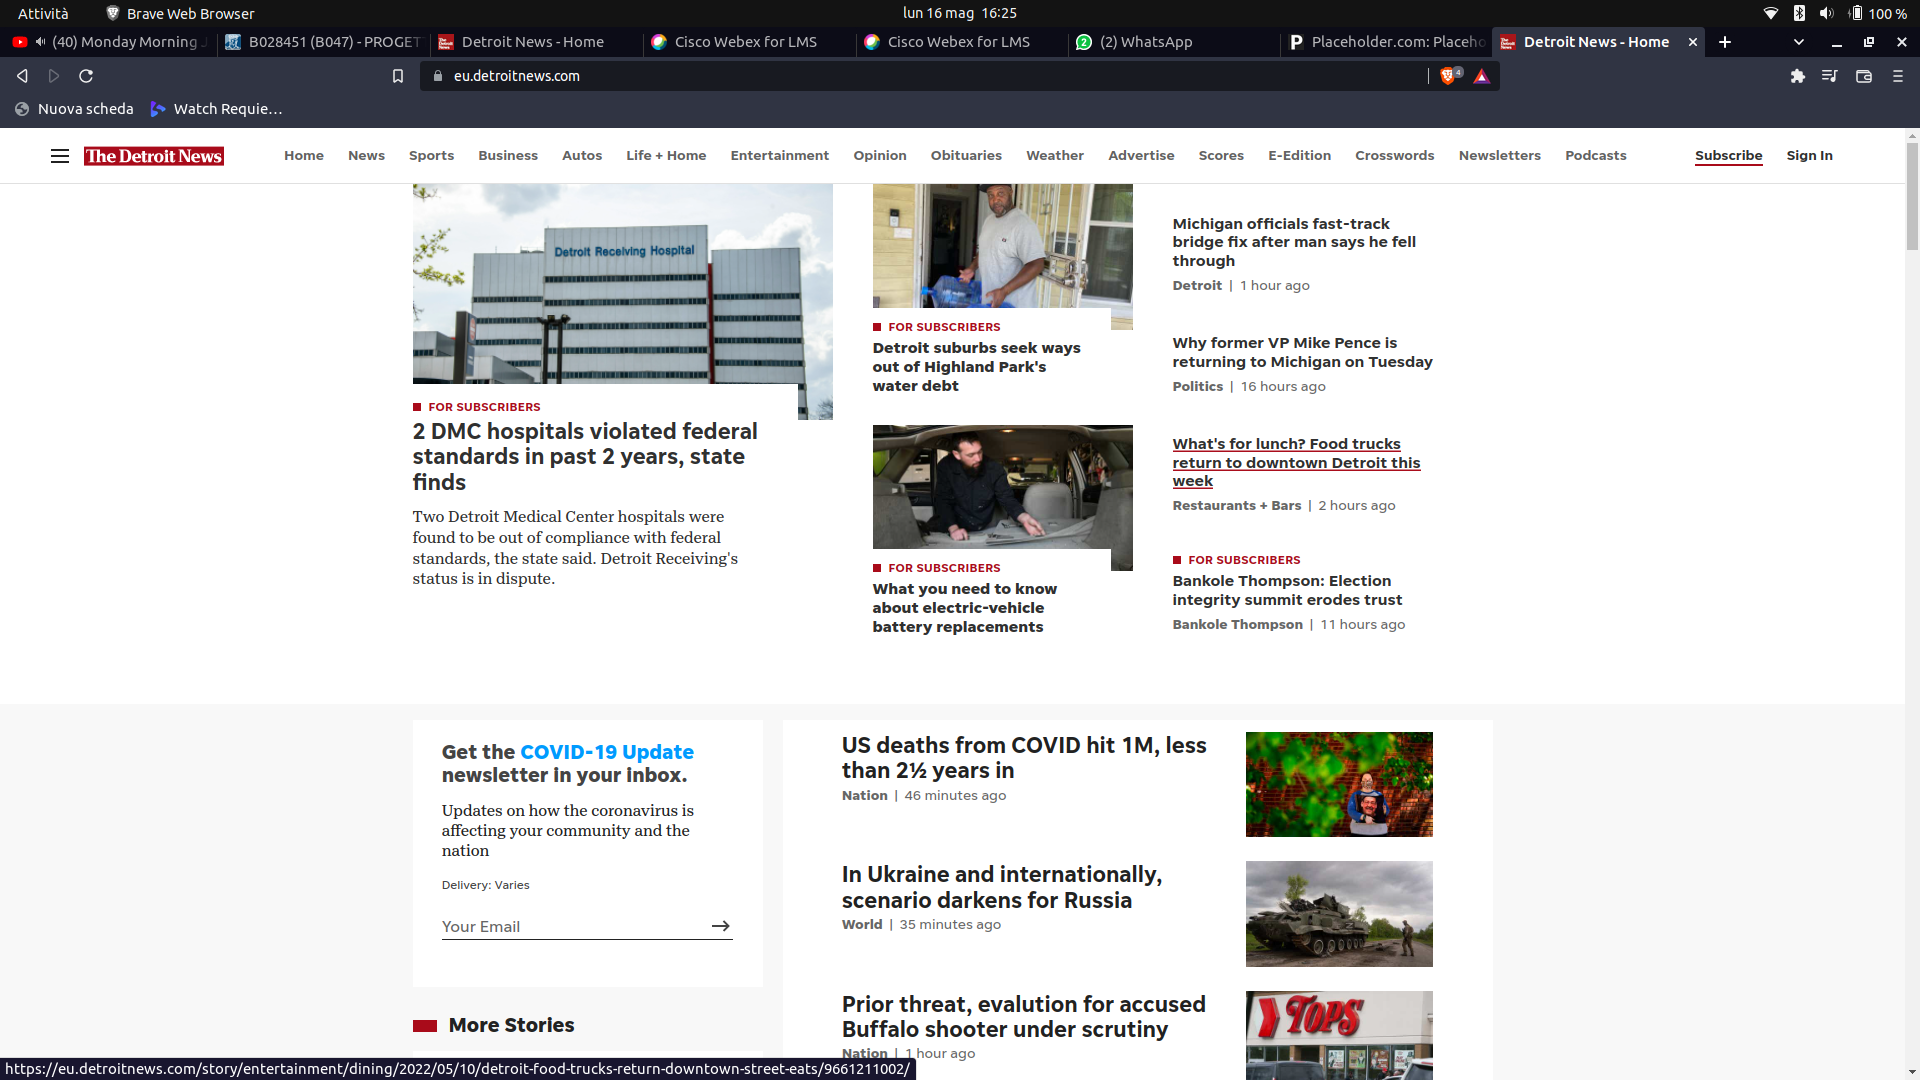 Attività
Brave Web Browser
lun 16 mag 16:25
100 %
(40) Monday Morning
B028451 (B047) - PROGET
Detroit News - Home
Cisco Webex for LMS
Cisco Webex for LMS
(2) WhatsApp
Placeholder.com: Placeho
Detroit News - Home
eu.detroitnews.com
4
Nuova scheda
Watch Requie…
The Detroit News
Home
News
Sports
Business
Autos
Life + Home
Entertainment
Opinion
Obituaries
Weather
Advertise
Scores
E-Edition
Crosswords
Newsletters
Podcasts
Subscribe
Sign In
Detroit Receiving Hospital
FOR SUBSCRIBERS
2 DMC hospitals violated federal
standards in past 2 years, state
finds
Two Detroit Medical Center hospitals were
found to be out of compliance with federal
standards, the state said. Detroit Receiving's
status is in dispute.
FOR SUBSCRIBERS
Detroit suburbs seek ways
out of Highland Park's
water debt
FOR SUBSCRIBERS
What you need to know
about electric-vehicle
battery replacements
Michigan officials fast-track
bridge fix after man says he fell
through
Detroit | 1 hour ago
Why former VP Mike Pence is
returning to Michigan on Tuesday
Politics | 16 hours ago
What's for lunch? Food trucks
return to downtown Detroit this
week
Restaurants + Bars | 2 hours ago
FOR SUBSCRIBERS
Bankole Thompson: Election
integrity summit erodes trust
Bankole Thompson | 11 hours ago
Get the COVID-19 Update
newsletter in your inbox.
Updates on how the coronavirus is
affecting your community and the
nation
Delivery: Varies
Your Email
More Stories
US deaths from COVID hit 1M, less
than 2½ years in
Nation | 46 minutes ago
In Ukraine and internationally,
scenario darkens for Russia
World | 35 minutes ago
Prior threat, evalution for accused
Buffalo shooter under scrutiny
Nation | 1 hour ago
TOPS
https://eu.detroitnews.com/story/entertainment/dining/2022/05/10/detroit-food-trucks-return-downtown-street-eats/9661211002/